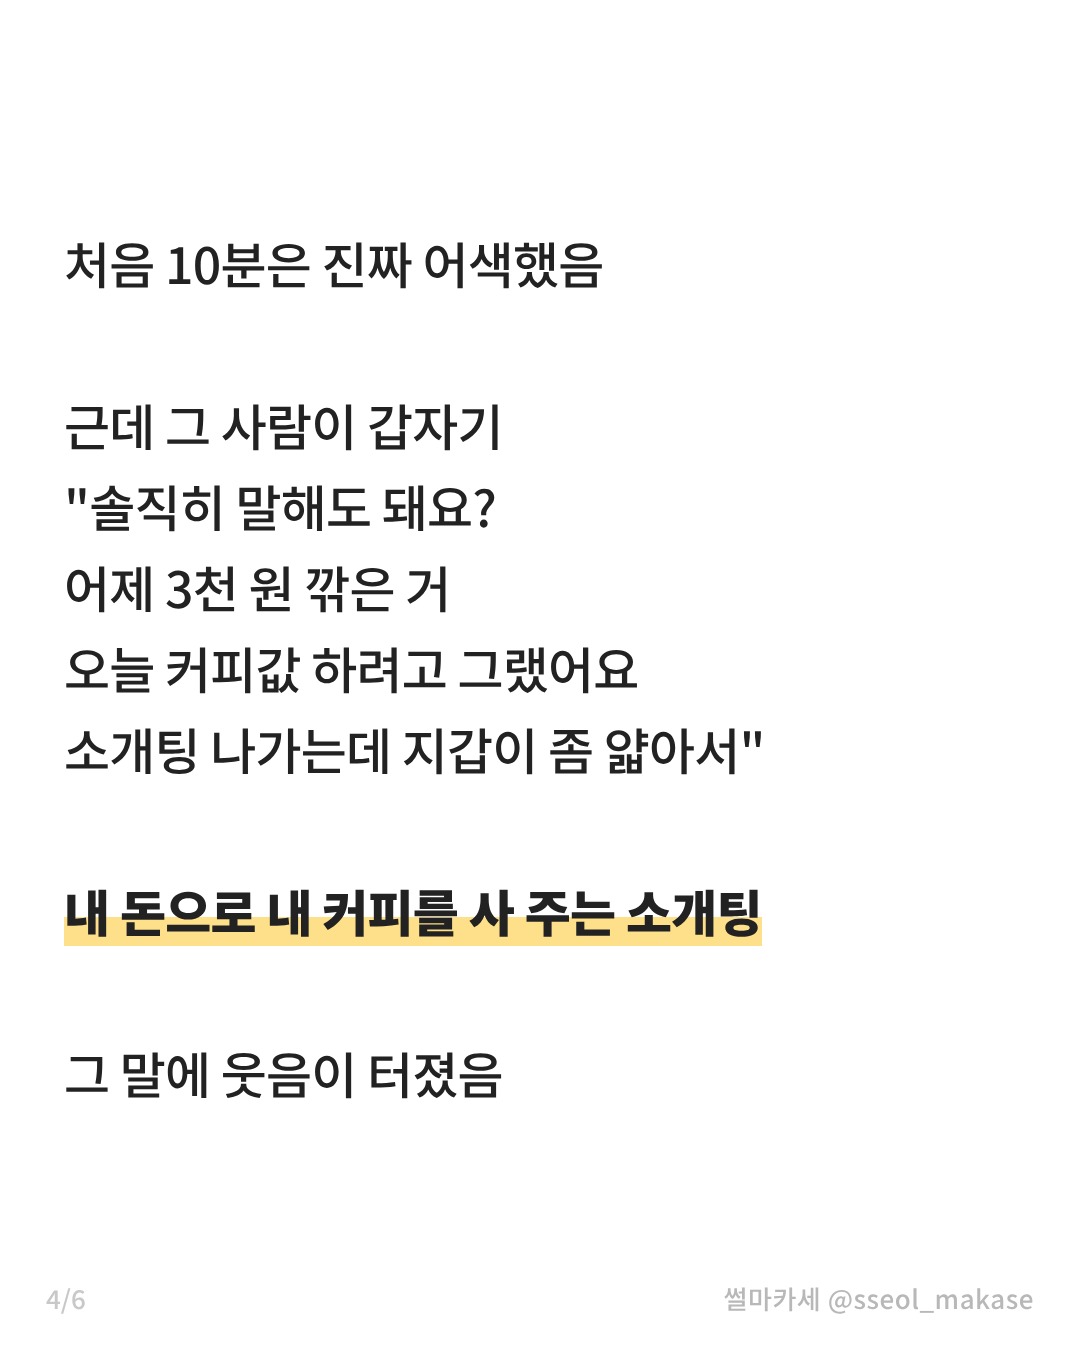 처음 10분은 진짜 어색했음
근데 그 사람이 갑자기
"솔직히 말해도 돼요?
어제 3천 원 깎은 거
오늘 커피값 하려고 그랬어요
소개팅 나가는데 지갑이 좀 얇아서"
내 돈으로 내 커피를 사 주는 소개팅
그 말에 웃음이 터졌음
4/6
썰마카세 @sseol_makase